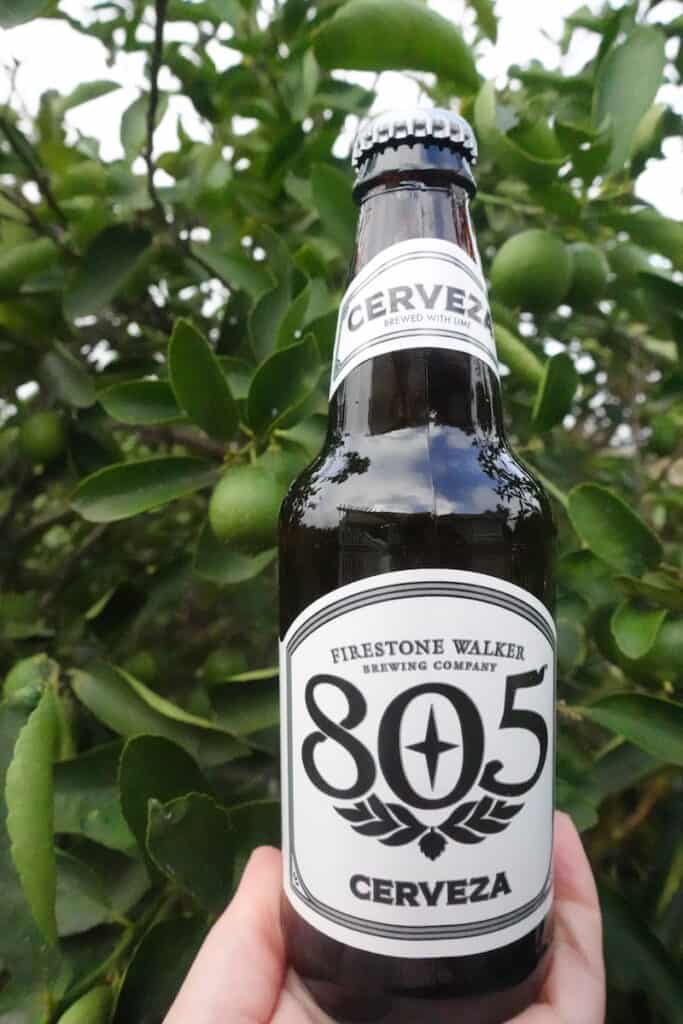 CERVEZA
BREWED WITH LIME
FIRESTONE WALKER
BREWING COMPANY
805
CERVEZA